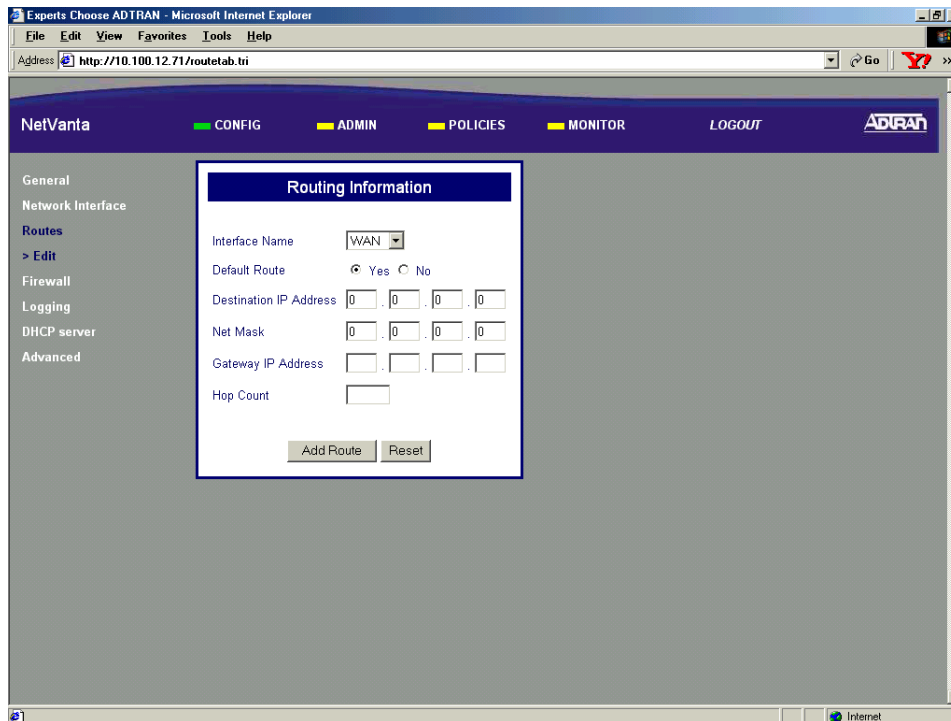 Experts Choose ADTRAN - Microsoft Internet Explorer
File Edit View Favorites Tools Help
Address http://10.100.12.71/routetab.tri Go Y? »
NetVanta CONFIG ADMIN POLICIES MONITOR LOGOUT ADTRAN
General
Network Interface
Routes
> Edit
Firewall
Logging
DHCP server
Advanced
Routing Information
Interface Name WAN
Default Route Yes No
Destination IP Address 0 . 0 . 0 . 0
Net Mask 0 . 0 . 0 . 0
Gateway IP Address . . .
Hop Count
Add Route Reset
Internet